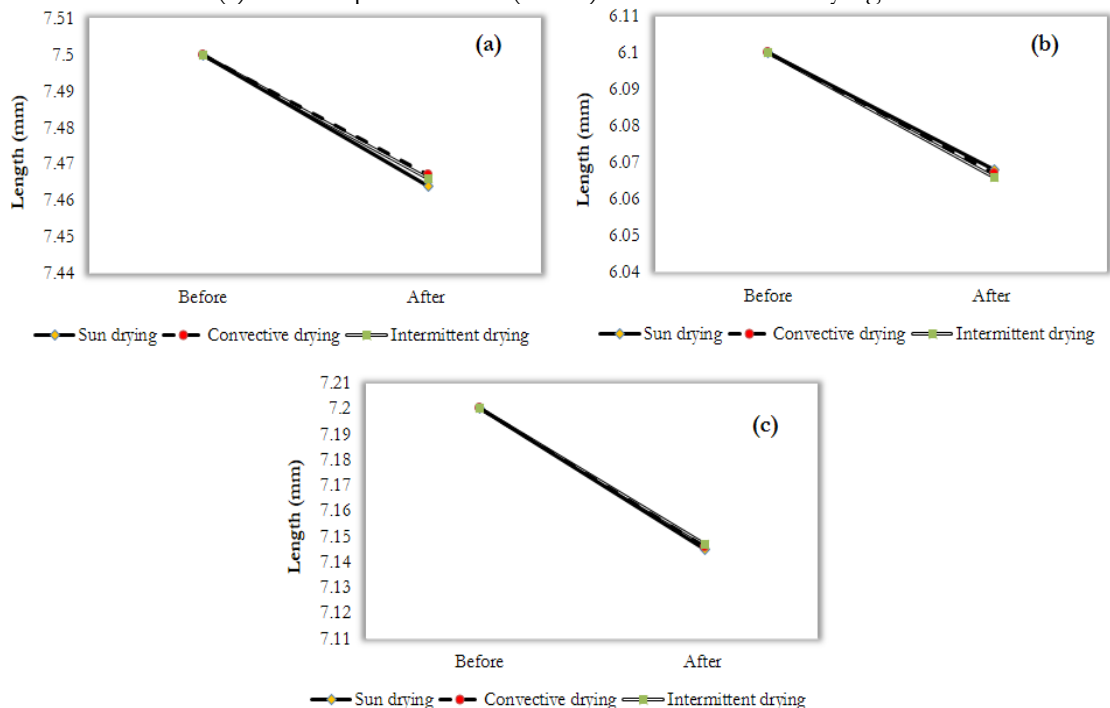 (a)
7.51
7.5
7.49
7.48
7.47
7.46
7.45
7.44
Length (mm)
Before After
Sun drying Convective drying Intermittent drying
(b)
6.11
6.1
6.09
6.08
6.07
6.06
6.05
6.04
Length (mm)
Before After
Sun drying Convective drying Intermittent drying
(c)
7.21
7.2
7.19
7.18
7.17
7.16
7.15
7.14
7.13
7.12
7.11
Length (mm)
Before After
Sun drying Convective drying Intermittent drying